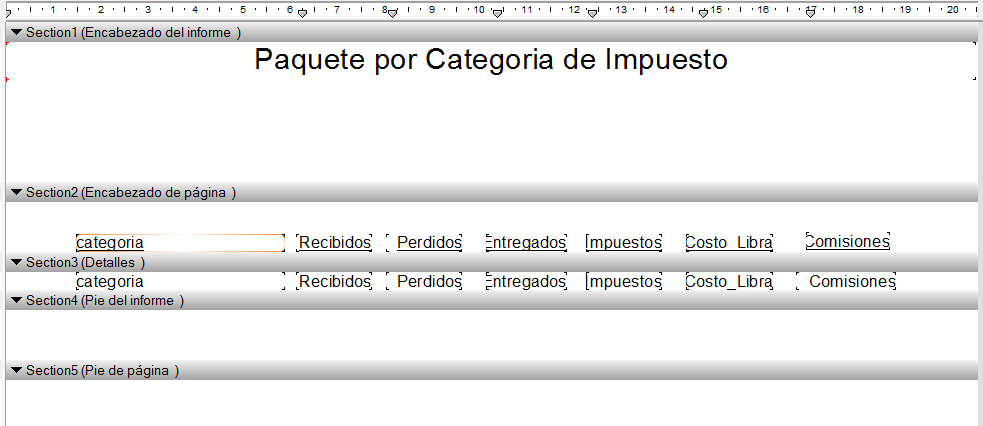 1 2 3 4 5 6 7 8 9 10 11 12 13 14 15 16 17 18 19 20
Section1 (Encabezado del informe )
Paquete por Categoria de Impuesto
Section2 (Encabezado de página )
categoria Recibidos Perdidos Entregados Impuestos Costo_Libra Comisiones
Section3 (Detalles )
categoria Recibidos Perdidos Entregados Impuestos Costo_Libra Comisiones
Section4 (Pie del informe )
Section5 (Pie de página )